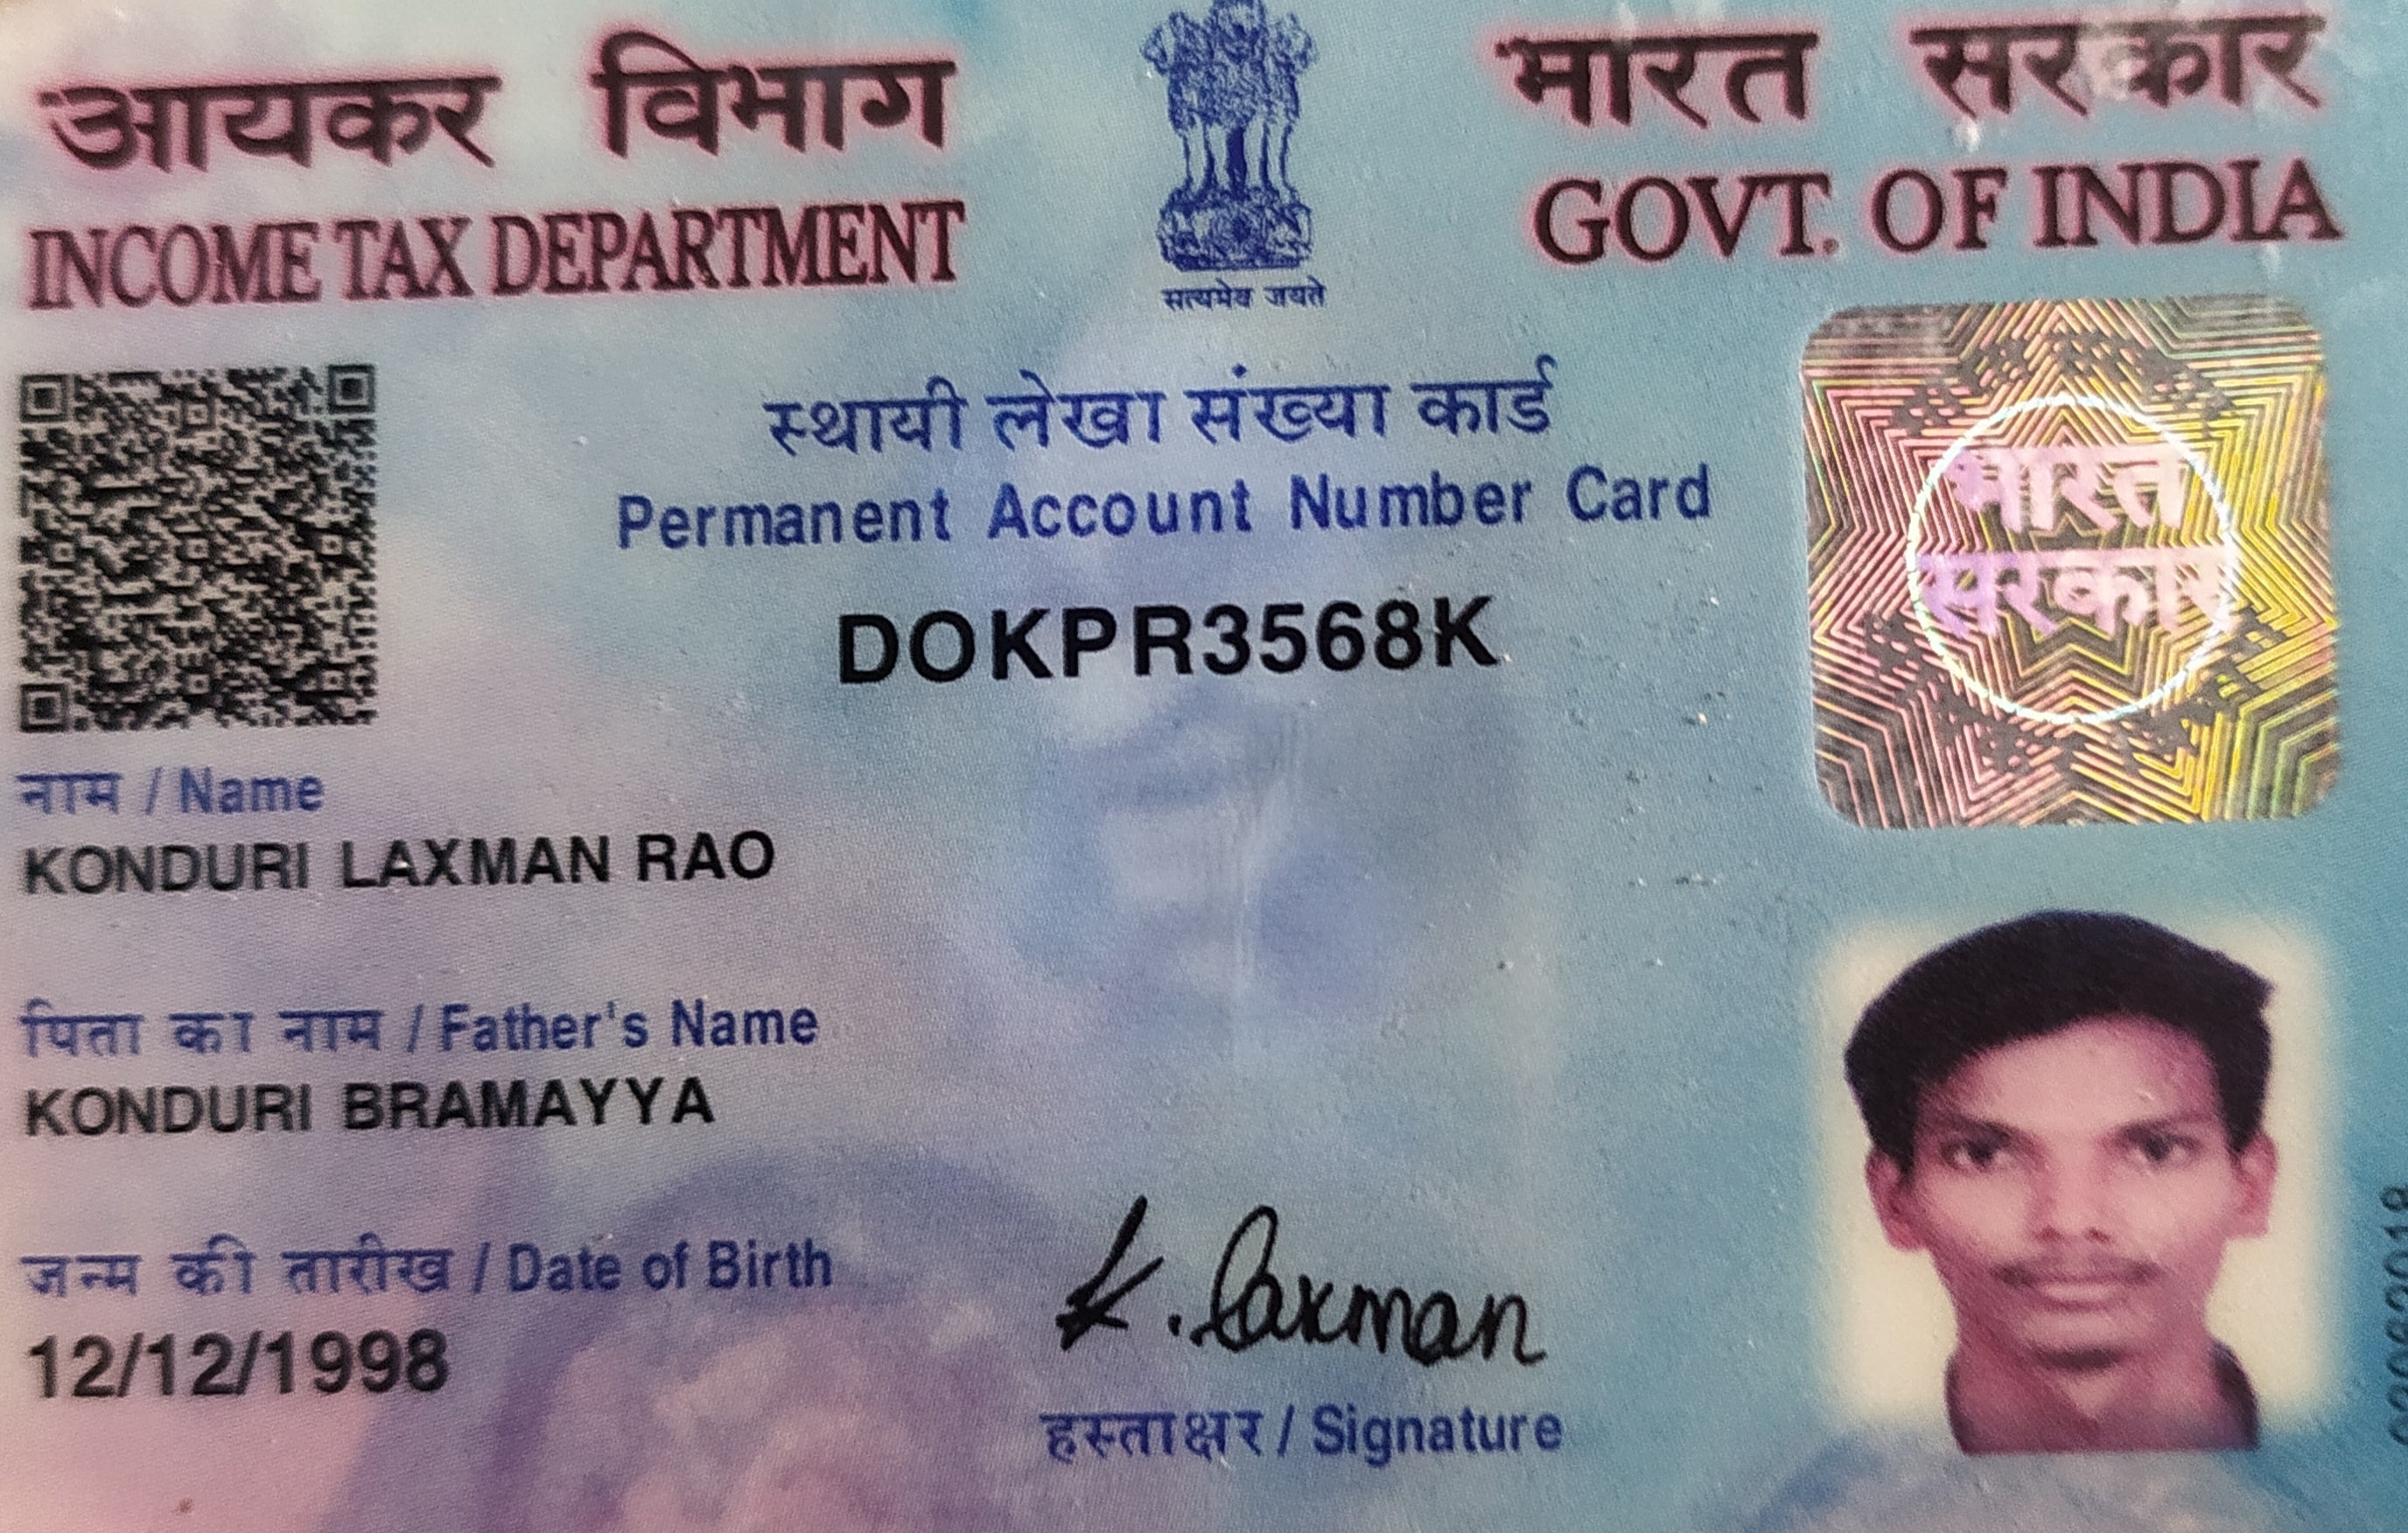 आयकर विभाग
INCOME TAX DEPARTMENT
सत्यमेव जयते
भारत सरकार
GOVT. OF INDIA
स्थायी लेखा संख्या कार्ड
Permanent Account Number Card
DOKPR3568K
भारत
सरकार
नाम / Name
KONDURI LAXMAN RAO
पिता का नाम / Father's Name
KONDURI BRAMAYYA
जन्म की तारीख / Date of Birth
12/12/1998
K. Laxman
हस्ताक्षर / Signature